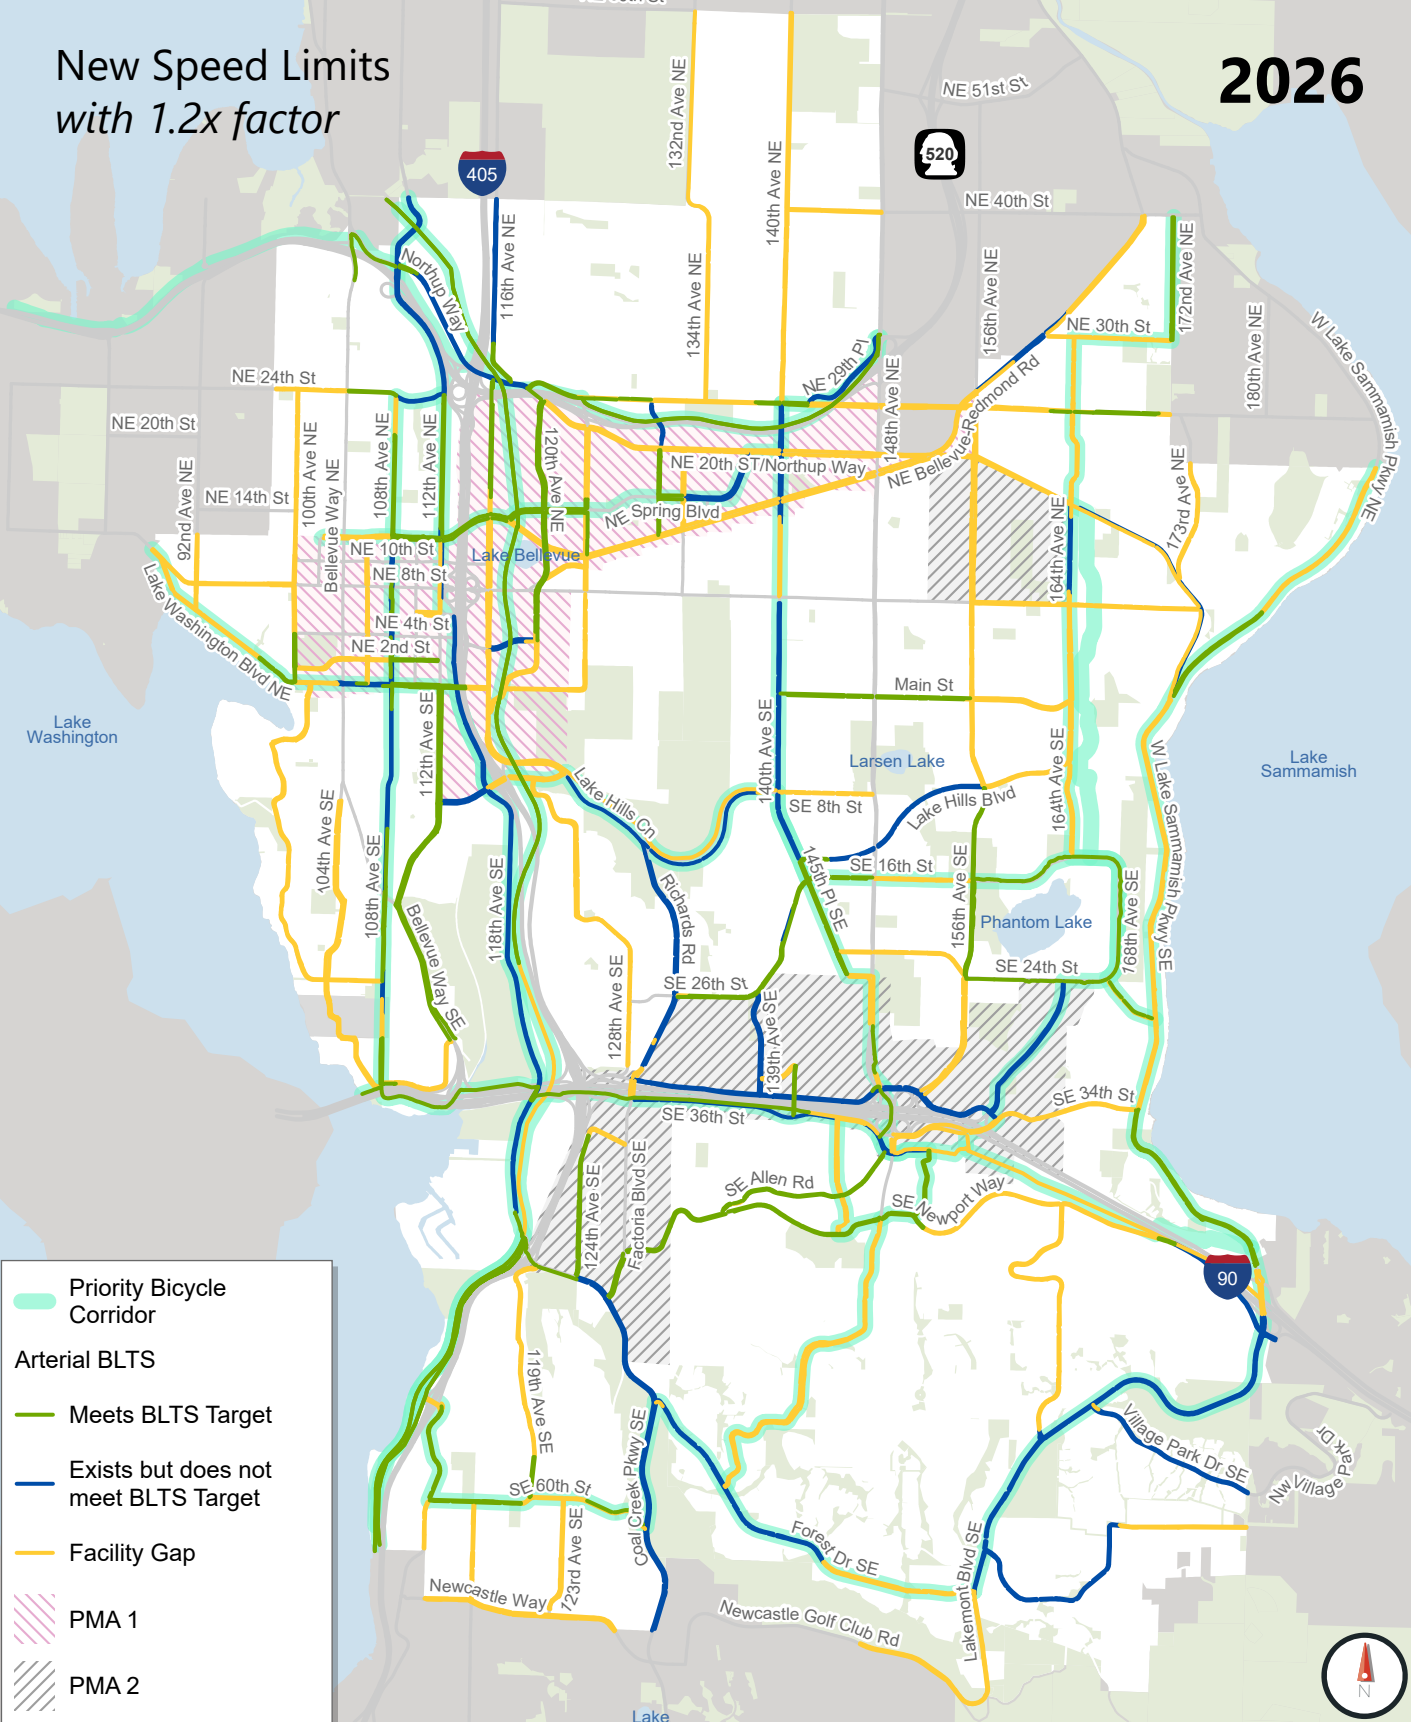 New Speed Limits
with 1.2x factor
2026
132nd Ave NE
NE 51st St
520
405
140th Ave NE
NE 40th St
116th Ave NE
Northup Way
134th Ave NE
156th Ave NE
172nd Ave NE
NE 30th St
180th Ave NE
W Lake Sammamish Pkwy NE
NE 29th Pl
148th Ave NE
NE Bellevue-Redmond Rd
NE 24th St
NE 20th St
108th Ave NE
112th Ave NE
100th Ave NE
Bellevue Way NE
120th Ave NE
NE 20th ST/Northup Way
92nd Ave NE
NE 14th St
NE Spring Blvd
173rd Ave NE
164th Ave NE
NE 10th St
Lake Bellevue
NE 8th St
Lake Washington Blvd NE
NE 4th St
NE 2nd St
Main St
Lake
Washington
112th Ave SE
140th Ave SE
Larsen Lake
164th Ave SE
W Lake Sammamish Pkwy SE
Lake
Sammamish
104th Ave SE
Lake Hills Cn
SE 8th St
Lake Hills Blvd
108th Ave SE
118th Ave SE
145th Pl SE
SE 16th St
156th Ave SE
Richards Rd
Phantom Lake
168th Ave SE
Bellevue Way SE
128th Ave SE
SE 26th St
SE 24th St
139th Ave SE
SE 36th St
SE 34th St
124th Ave SE
Factoria Blvd SE
SE Allen Rd
SE Newport Way
90
119th Ave SE
Coal Creek Pkwy SE
SE 60th St
123rd Ave SE
Newcastle Way
Forest Dr SE
Lakemont Blvd SE
Village Park Dr SE
Nw Village Park Dr
Newcastle Golf Club Rd
Lake
N
Priority Bicycle
Corridor
Arterial BLTS
Meets BLTS Target
Exists but does not
meet BLTS Target
Facility Gap
PMA 1
PMA 2